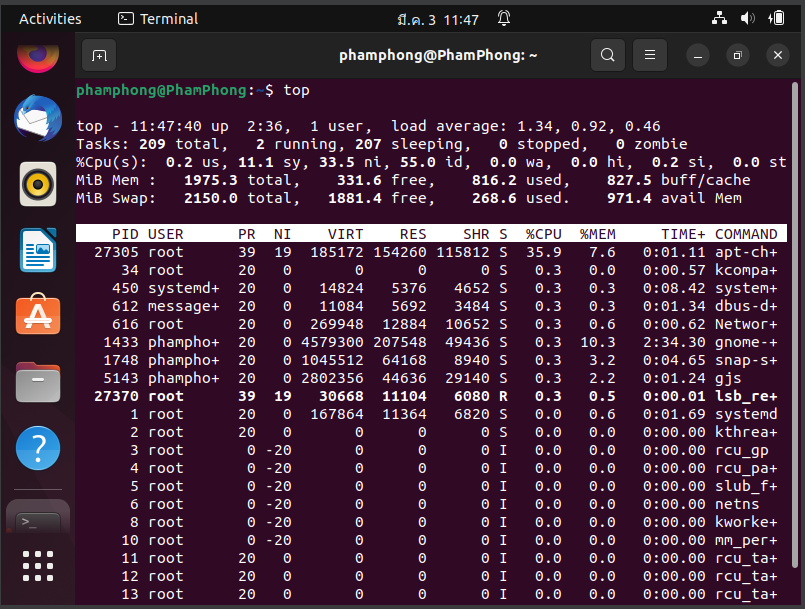 Activities Terminal มี.ค. 3 11:47
phamphong@PhamPhong: ~
phamphong@PhamPhong:~$ top
top - 11:47:40 up  2:36,  1 user,  load average: 1.34, 0.92, 0.46
Tasks: 209 total,   2 running, 207 sleeping,   0 stopped,   0 zombie
%Cpu(s):  0.2 us, 11.1 sy, 33.5 ni, 55.0 id,  0.0 wa,  0.0 hi,  0.2 si,  0.0 st
MiB Mem :   1975.3 total,    331.6 free,    816.2 used,    827.5 buff/cache
MiB Swap:   2150.0 total,   1881.4 free,    268.6 used.    971.4 avail Mem
PID USER      PR  NI    VIRT    RES    SHR S  %CPU  %MEM     TIME+ COMMAND
27305 root      39  19  185172 154260 115812 S  35.9   7.6   0:01.11 apt-ch+
34 root      20   0       0      0      0 S   0.3   0.0   0:00.57 kcompa+
450 systemd+  20   0   14824   5376   4652 S   0.3   0.3   0:08.42 system+
612 message+  20   0   11084   5692   3484 S   0.3   0.3   0:01.34 dbus-d+
616 root      20   0  269948  12884  10652 S   0.3   0.6   0:00.62 Networ+
1433 phampho+  20   0 4579300 207548  49436 S   0.3  10.3   2:34.30 gnome-+
1748 phampho+  20   0 1045512  64168   8940 S   0.3   3.2   0:04.65 snap-s+
5143 phampho+  20   0 2802356  44636  29140 S   0.3   2.2   0:01.24 gjs
27370 root      39  19   30668  11104   6080 R   0.3   0.5   0:00.01 lsb_re+
1 root      20   0  167864  11364   6820 S   0.0   0.6   0:01.69 systemd
2 root      20   0       0      0      0 S   0.0   0.0   0:00.00 kthrea+
3 root       0 -20       0      0      0 I   0.0   0.0   0:00.00 rcu_gp
4 root       0 -20       0      0      0 I   0.0   0.0   0:00.00 rcu_pa+
5 root       0 -20       0      0      0 I   0.0   0.0   0:00.00 slub_f+
6 root       0 -20       0      0      0 I   0.0   0.0   0:00.00 netns
8 root       0 -20       0      0      0 I   0.0   0.0   0:00.00 kworke+
10 root       0 -20       0      0      0 I   0.0   0.0   0:00.00 mm_per+
11 root      20   0       0      0      0 I   0.0   0.0   0:00.00 rcu_ta+
12 root      20   0       0      0      0 I   0.0   0.0   0:00.00 rcu_ta+
13 root      20   0       0      0      0 I   0.0   0.0   0:00.00 rcu_ta+